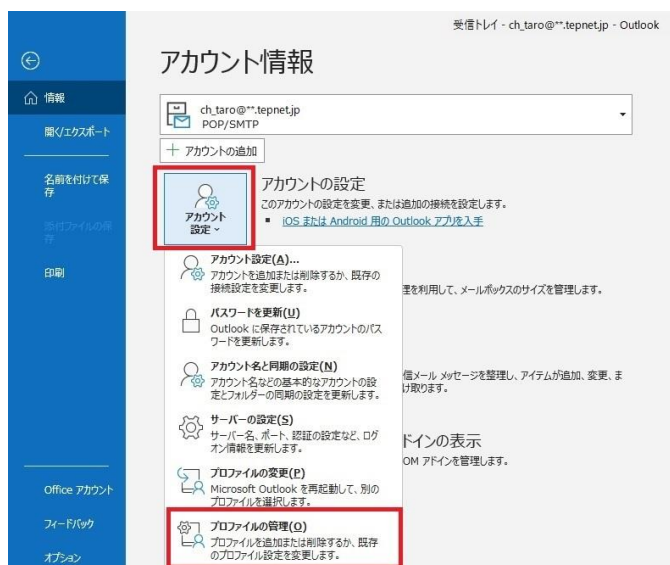 受信トレイ - ch_taro@**.tepnet.jp - Outlook
アカウント情報
情報
開く/エクスポート
名前を付けて保
存
添付ファイルの保
存
印刷
Office アカウント
フィードバック
オプション
ch_taro@**.tepnet.jp
POP/SMTP
アカウントの追加
アカウント
設定
アカウントの設定
このアカウントの設定を変更、または追加の接続を設定します。
iOS または Android 用の Outlook アプリを入手
アカウント設定(A)...
アカウントを追加または削除するか、既存の
接続設定を変更します。
パスワードを更新(U)
Outlook に保存されているアカウントのパス
ワードを更新します。
アカウント名と同期の設定(N)
アカウント名などの基本的なアカウントの設
定とフォルダーの同期の設定を更新します。
サーバーの設定(S)
サーバー名、ポート、認証の設定など、ログ
オン情報を更新します。
プロファイルの変更(P)
Microsoft Outlook を再起動して、別の
プロファイルを選択します。
プロファイルの管理(O)
プロファイルを追加または削除するか、既存
のプロファイル設定を変更します。
理を利用して、メールボックスのサイズを管理します。
信メール メッセージを整理し、アイテムが追加、変更、ま
け取ります。
ドインの表示
OM アドインを管理します。